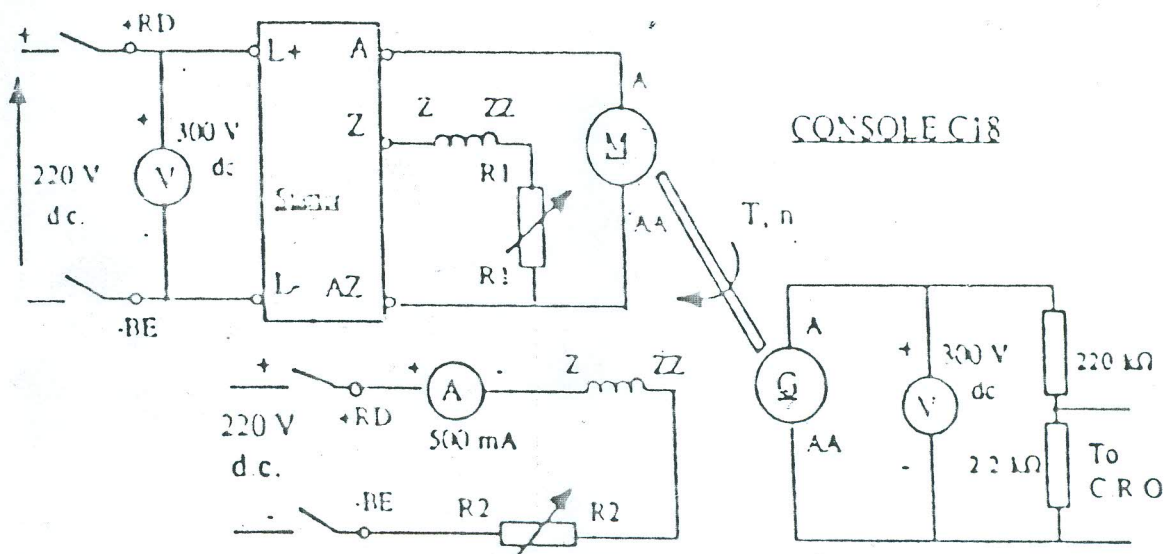 +
+RD
L+
A
+
300 V
dc
V
220 V
d.c.
Z
Z
ZZ
R1
R1
A
M
AA
CONSOLE C18
T, n
L-
AZ
-BE
+
+RD
+
A
-
500 mA
Z
ZZ
220 V
d.c.
-
-BE
R2
R2
A
G
AA
+
300 V
dc
V
-
220 kΩ
2.2 kΩ
To
C.R.O